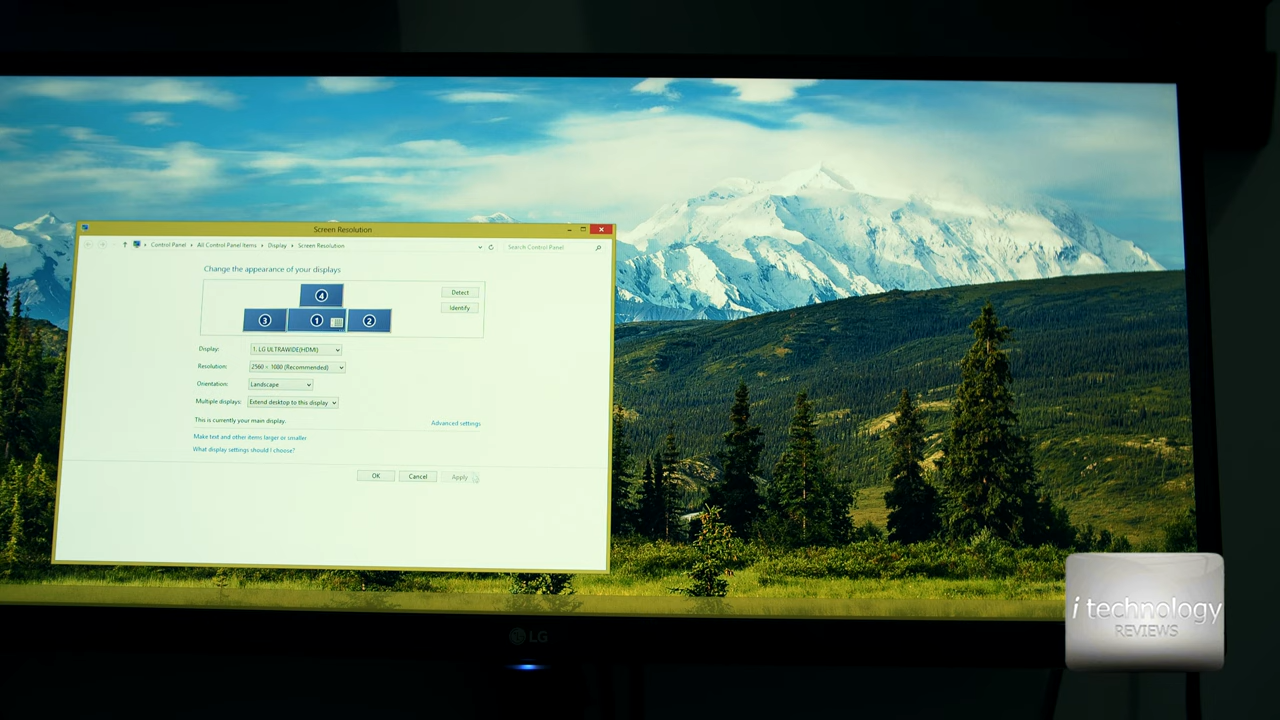 Screen Resolution
Control Panel ▸ All Control Panel Items ▸ Display ▸ Screen Resolution
Search Control Panel
Change the appearance of your displays
4
3 1 2
Detect
Identify
Display: 1. LG ULTRAWIDE(HDMI)
Resolution: 2560 × 1080 (Recommended)
Orientation: Landscape
Multiple displays: Extend desktop to this display
This is currently your main display.
Advanced settings
Make text and other items larger or smaller
What display settings should I choose?
OK Cancel Apply
LG
i technology
REVIEWS